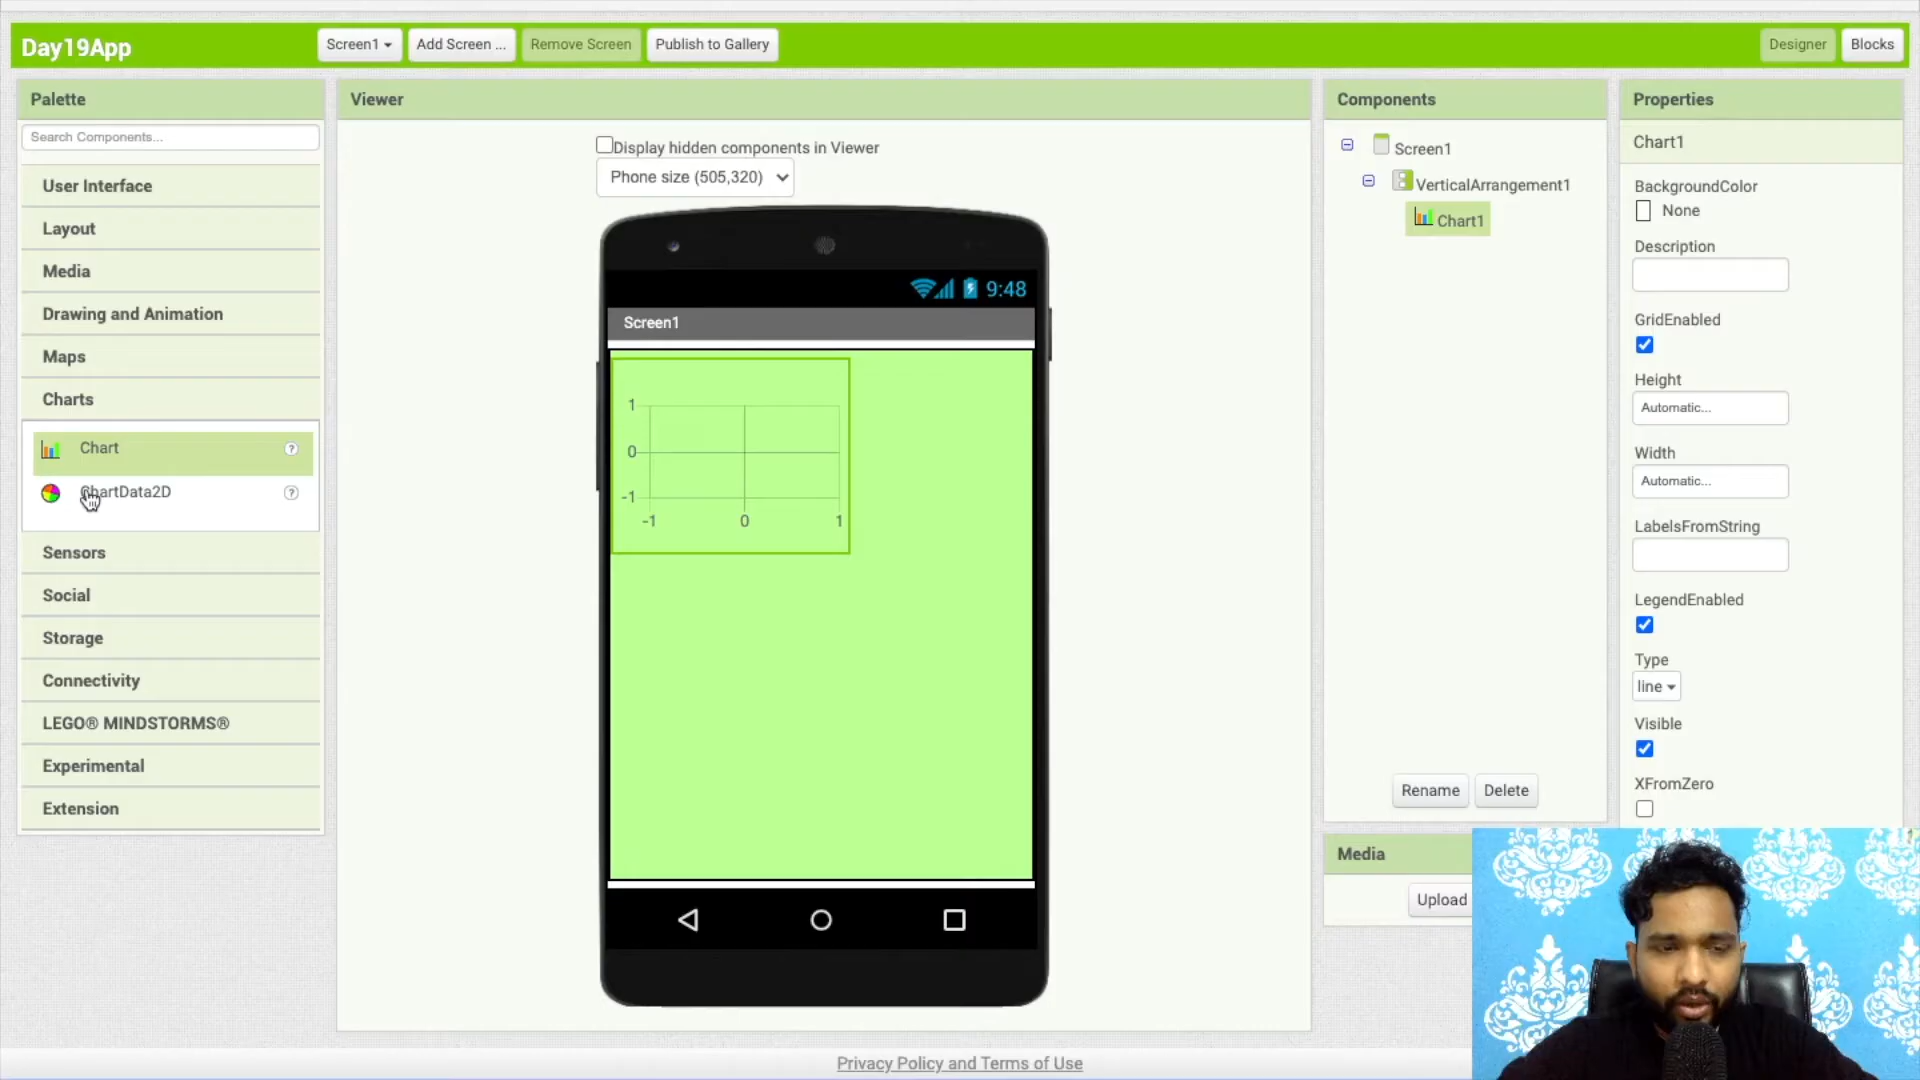 Day19App
Screen1
Add Screen ...
Remove Screen
Publish to Gallery
Designer
Blocks
Palette
Search Components...
User Interface
Layout
Media
Drawing and Animation
Maps
Charts
Chart
?
ChartData2D
?
Sensors
Social
Storage
Connectivity
LEGO® MINDSTORMS®
Experimental
Extension
Viewer
Display hidden components in Viewer
Phone size (505,320)
9:48
Screen1
1
0
-1
-1
0
1
Components
Screen1
VerticalArrangement1
Chart1
Rename
Delete
Media
Upload
Properties
Chart1
BackgroundColor
None
Description
GridEnabled
Height
Automatic...
Width
Automatic...
LabelsFromString
LegendEnabled
Type
line
Visible
XFromZero
Privacy Policy and Terms of Use